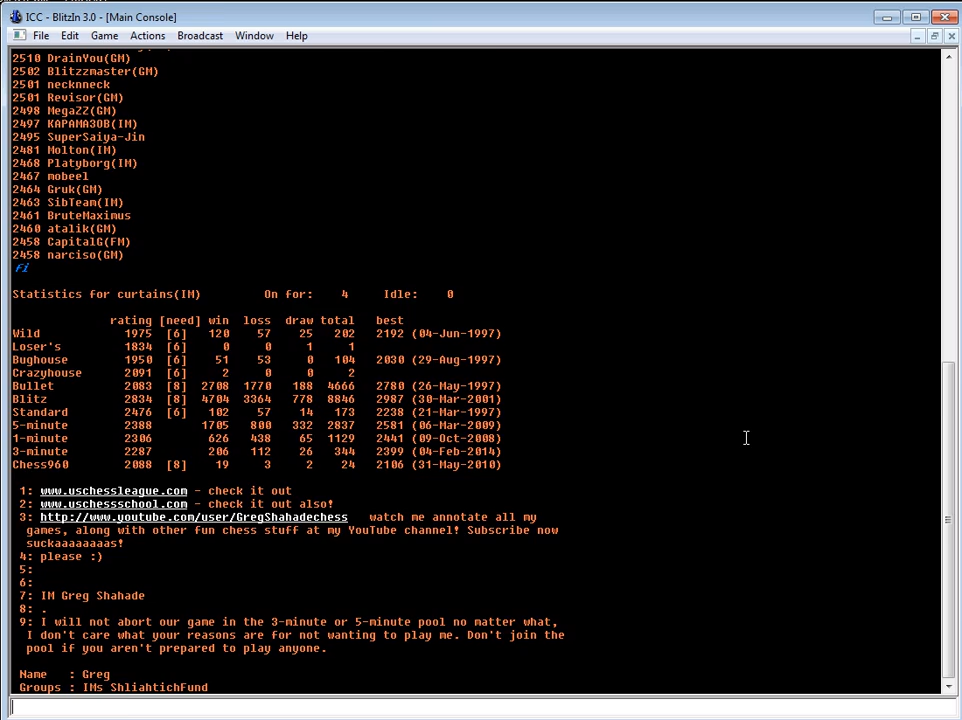 ICC - BlitzIn 3.0 - [Main Console]
File Edit Game Actions Broadcast Window Help
2510 DrainYou(GM)
2502 Blitzzmaster(GM)
2501 necknneck
2501 Revisor(GM)
2498 MegaZZ(GM)
2497 KAPAMA3OB(IM)
2495 SuperSaiya-Jin
2481 Molton(IM)
2468 Platyborg(IM)
2467 mobeel
2464 Gruk(GM)
2463 SibTeam(IM)
2461 BruteMaximus
2460 atalik(GM)
2458 CapitalG(FM)
2458 narciso(GM)
Fi
Statistics for curtains(IM) On for: 4 Idle: 0
rating [need] win loss draw total best
Wild 1975 [6] 120 57 25 202 2192 (04-Jun-1997)
Loser's 1834 [6] 0 0 1 1
Bughouse 1950 [6] 51 53 0 104 2030 (29-Aug-1997)
Crazyhouse 2091 [6] 2 0 0 2
Bullet 2083 [8] 2708 1770 188 4666 2780 (26-May-1997)
Blitz 2834 [8] 4704 3364 778 8846 2987 (30-Mar-2001)
Standard 2476 [6] 102 57 14 173 2238 (21-Mar-1997)
5-minute 2388 1705 800 332 2837 2581 (06-Mar-2009)
1-minute 2306 626 438 65 1129 2441 (09-Oct-2008)
3-minute 2287 206 112 26 344 2399 (04-Feb-2014)
Chess960 2088 [8] 19 3 2 24 2106 (31-May-2010)
1: www.uschessleague.com - check it out
2: www.uschessschool.com - check it out also!
3: http://www.youtube.com/user/GregShahadechess watch me annotate all my
games, along with other fun chess stuff at my YouTube channel! Subscribe now
suckaaaaaaas!
4: please :)
5:
6:
7: IM Greg Shahade
8: .
9: I will not abort our game in the 3-minute or 5-minute pool no matter what,
I don't care what your reasons are for not wanting to play me. Don't join the
pool if you aren't prepared to play anyone.
Name : Greg
Groups : IMs ShliahtichFund